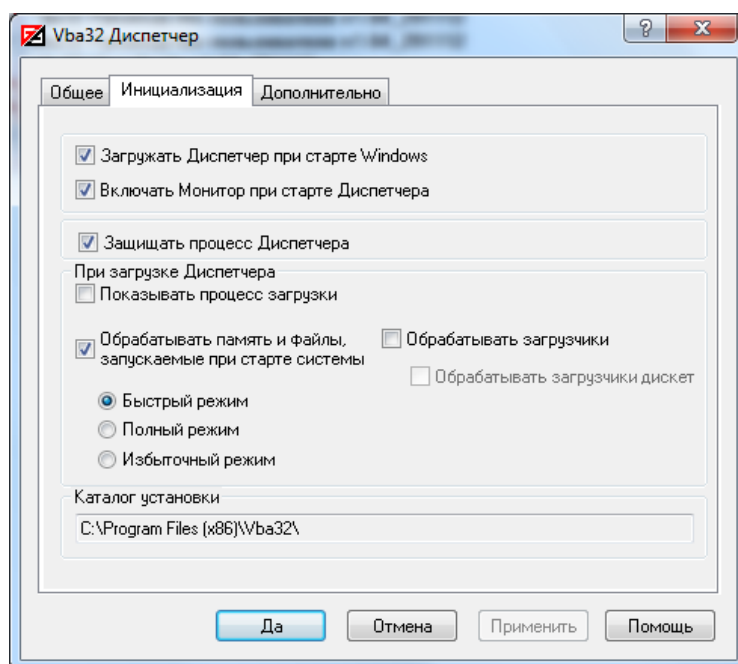 Vba32 Диспетчер
Общее Инициализация Дополнительно
Загружать Диспетчер при старте Windows
Включать Монитор при старте Диспетчера
Защищать процесс Диспетчера
При загрузке Диспетчера
Показывать процесс загрузки
Обрабатывать память и файлы,
запускаемые при старте системы
Обрабатывать загрузчики
Обрабатывать загрузчики дискет
Быстрый режим
Полный режим
Избыточный режим
Каталог установки
C:\Program Files (x86)\Vba32\
Да Отмена Применить Помощь